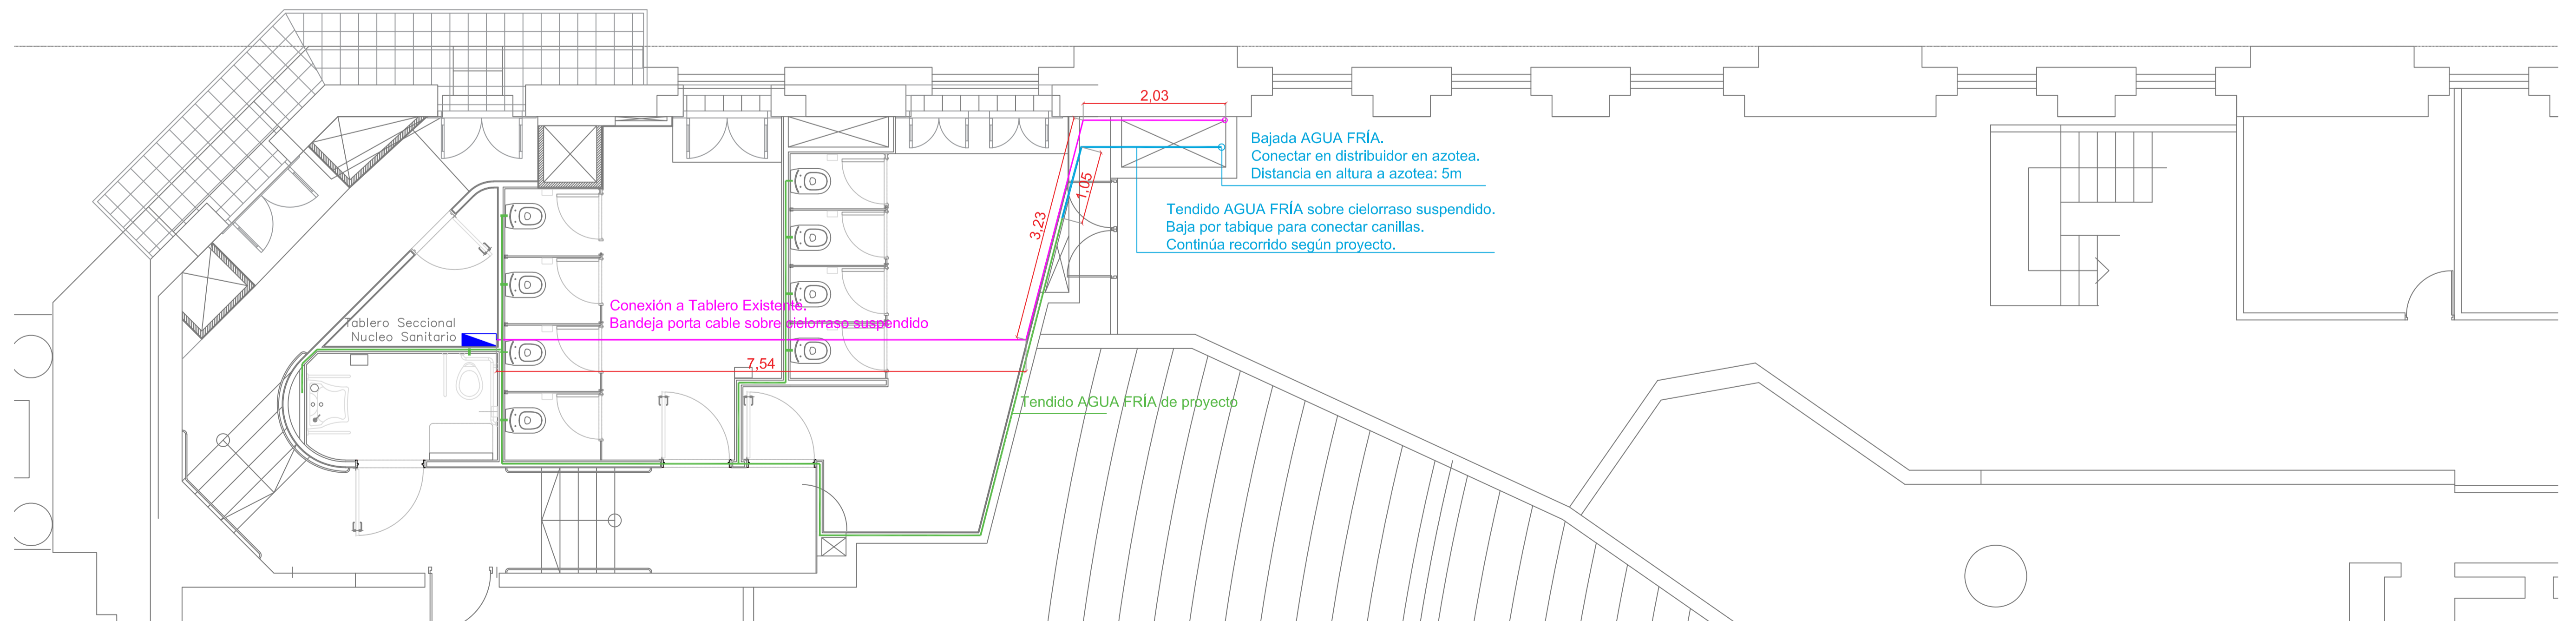 2,03
Bajada AGUA FRÍA.
Conectar en distribuidor en azotea.
Distancia en altura a azotea: 5m
1,05
Tendido AGUA FRÍA sobre cielorraso suspendido.
Baja por tabique para conectar canillas.
Continúa recorrido según proyecto.
3,23
Conexión a Tablero Existente.
Bandeja porta cable sobre cielorraso suspendido
Tablero Seccional
Nucleo Sanitario
7,54
Tendido AGUA FRÍA de proyecto